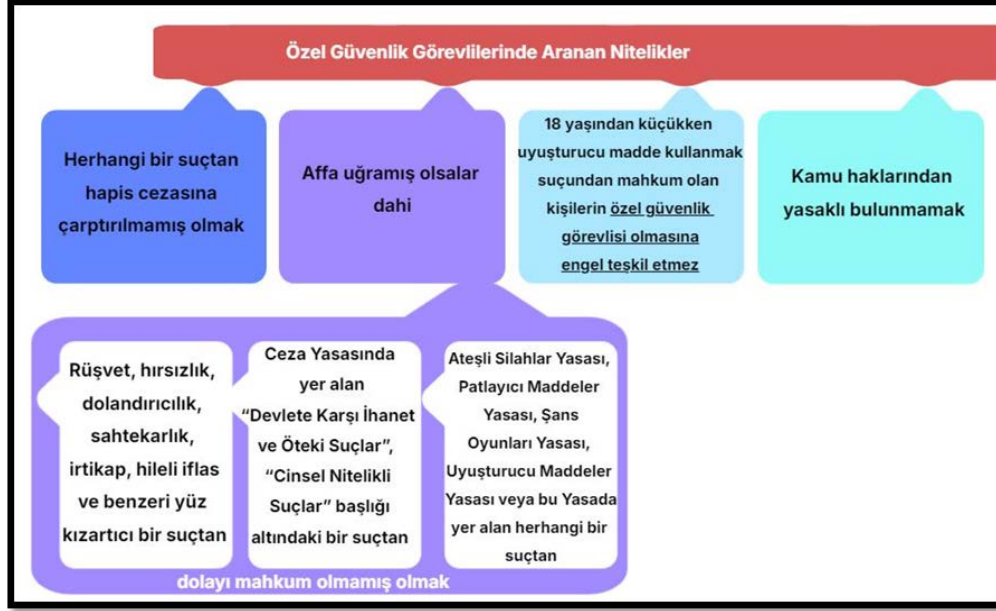 Özel Güvenlik Görevlilerinde Aranan Nitelikler
Herhangi bir suçtan
hapis cezasına
çarptırılmamış olmak
Affa uğramış olsalar
dahi
18 yaşından küçükken
uyuşturucu madde kullanmak
suçundan mahkum olan
kişilerin özel güvenlik
görevlisi olmasına
engel teşkil etmez
Kamu haklarından
yasaklı bulunmamak
Rüşvet, hırsızlık,
dolandırıcılık,
sahtekarlık,
irtikap, hileli iflas
ve benzeri yüz
kızartıcı bir suçtan
Ceza Yasasında
yer alan
“Devlete Karşı İhanet
ve Öteki Suçlar”,
“Cinsel Nitelikli
Suçlar” başlığı
altındaki bir suçtan
Ateşli Silahlar Yasası,
Patlayıcı Maddeler
Yasası, Şans
Oyunları Yasası,
Uyuşturucu Maddeler
Yasası veya bu Yasada
yer alan herhangi bir
suçtan
dolayı mahkum olmamış olmak